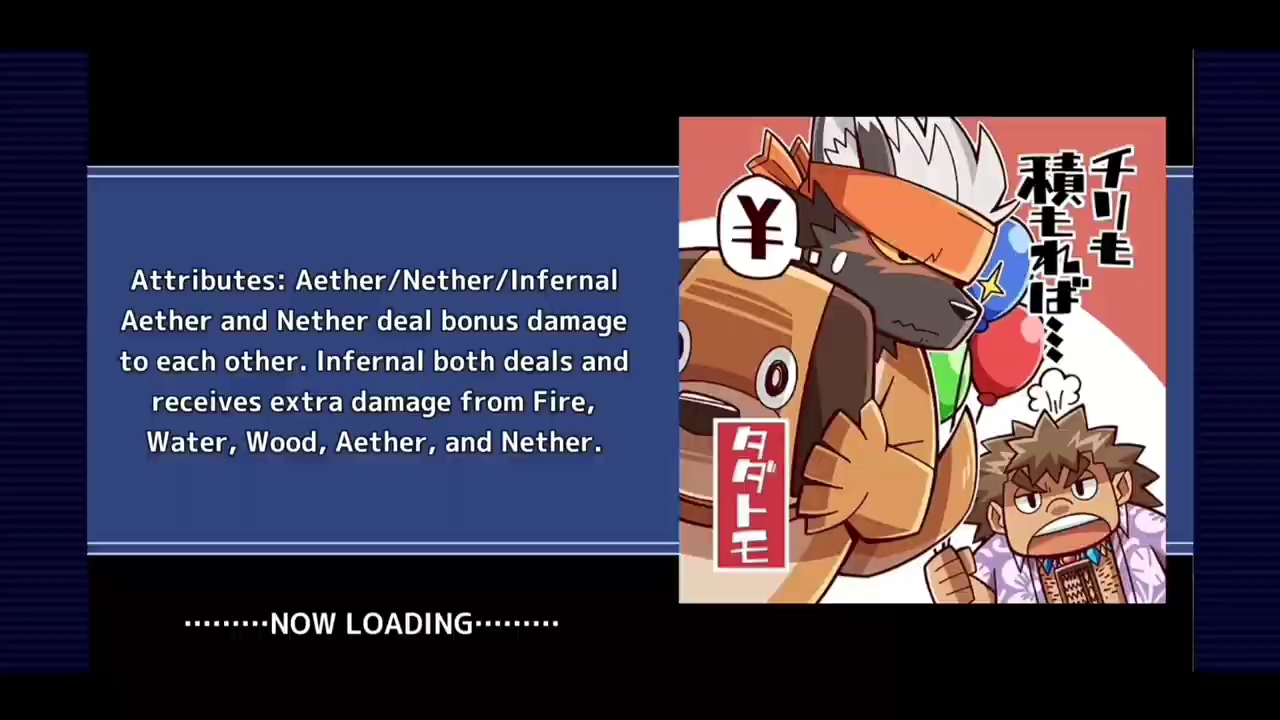 Attributes: Aether/Nether/Infernal
Aether and Nether deal bonus damage
to each other. Infernal both deals and
receives extra damage from Fire,
Water, Wood, Aether, and Nether.
·········NOW LOADING·········
¥
チリも
積もれば…
タダトモ